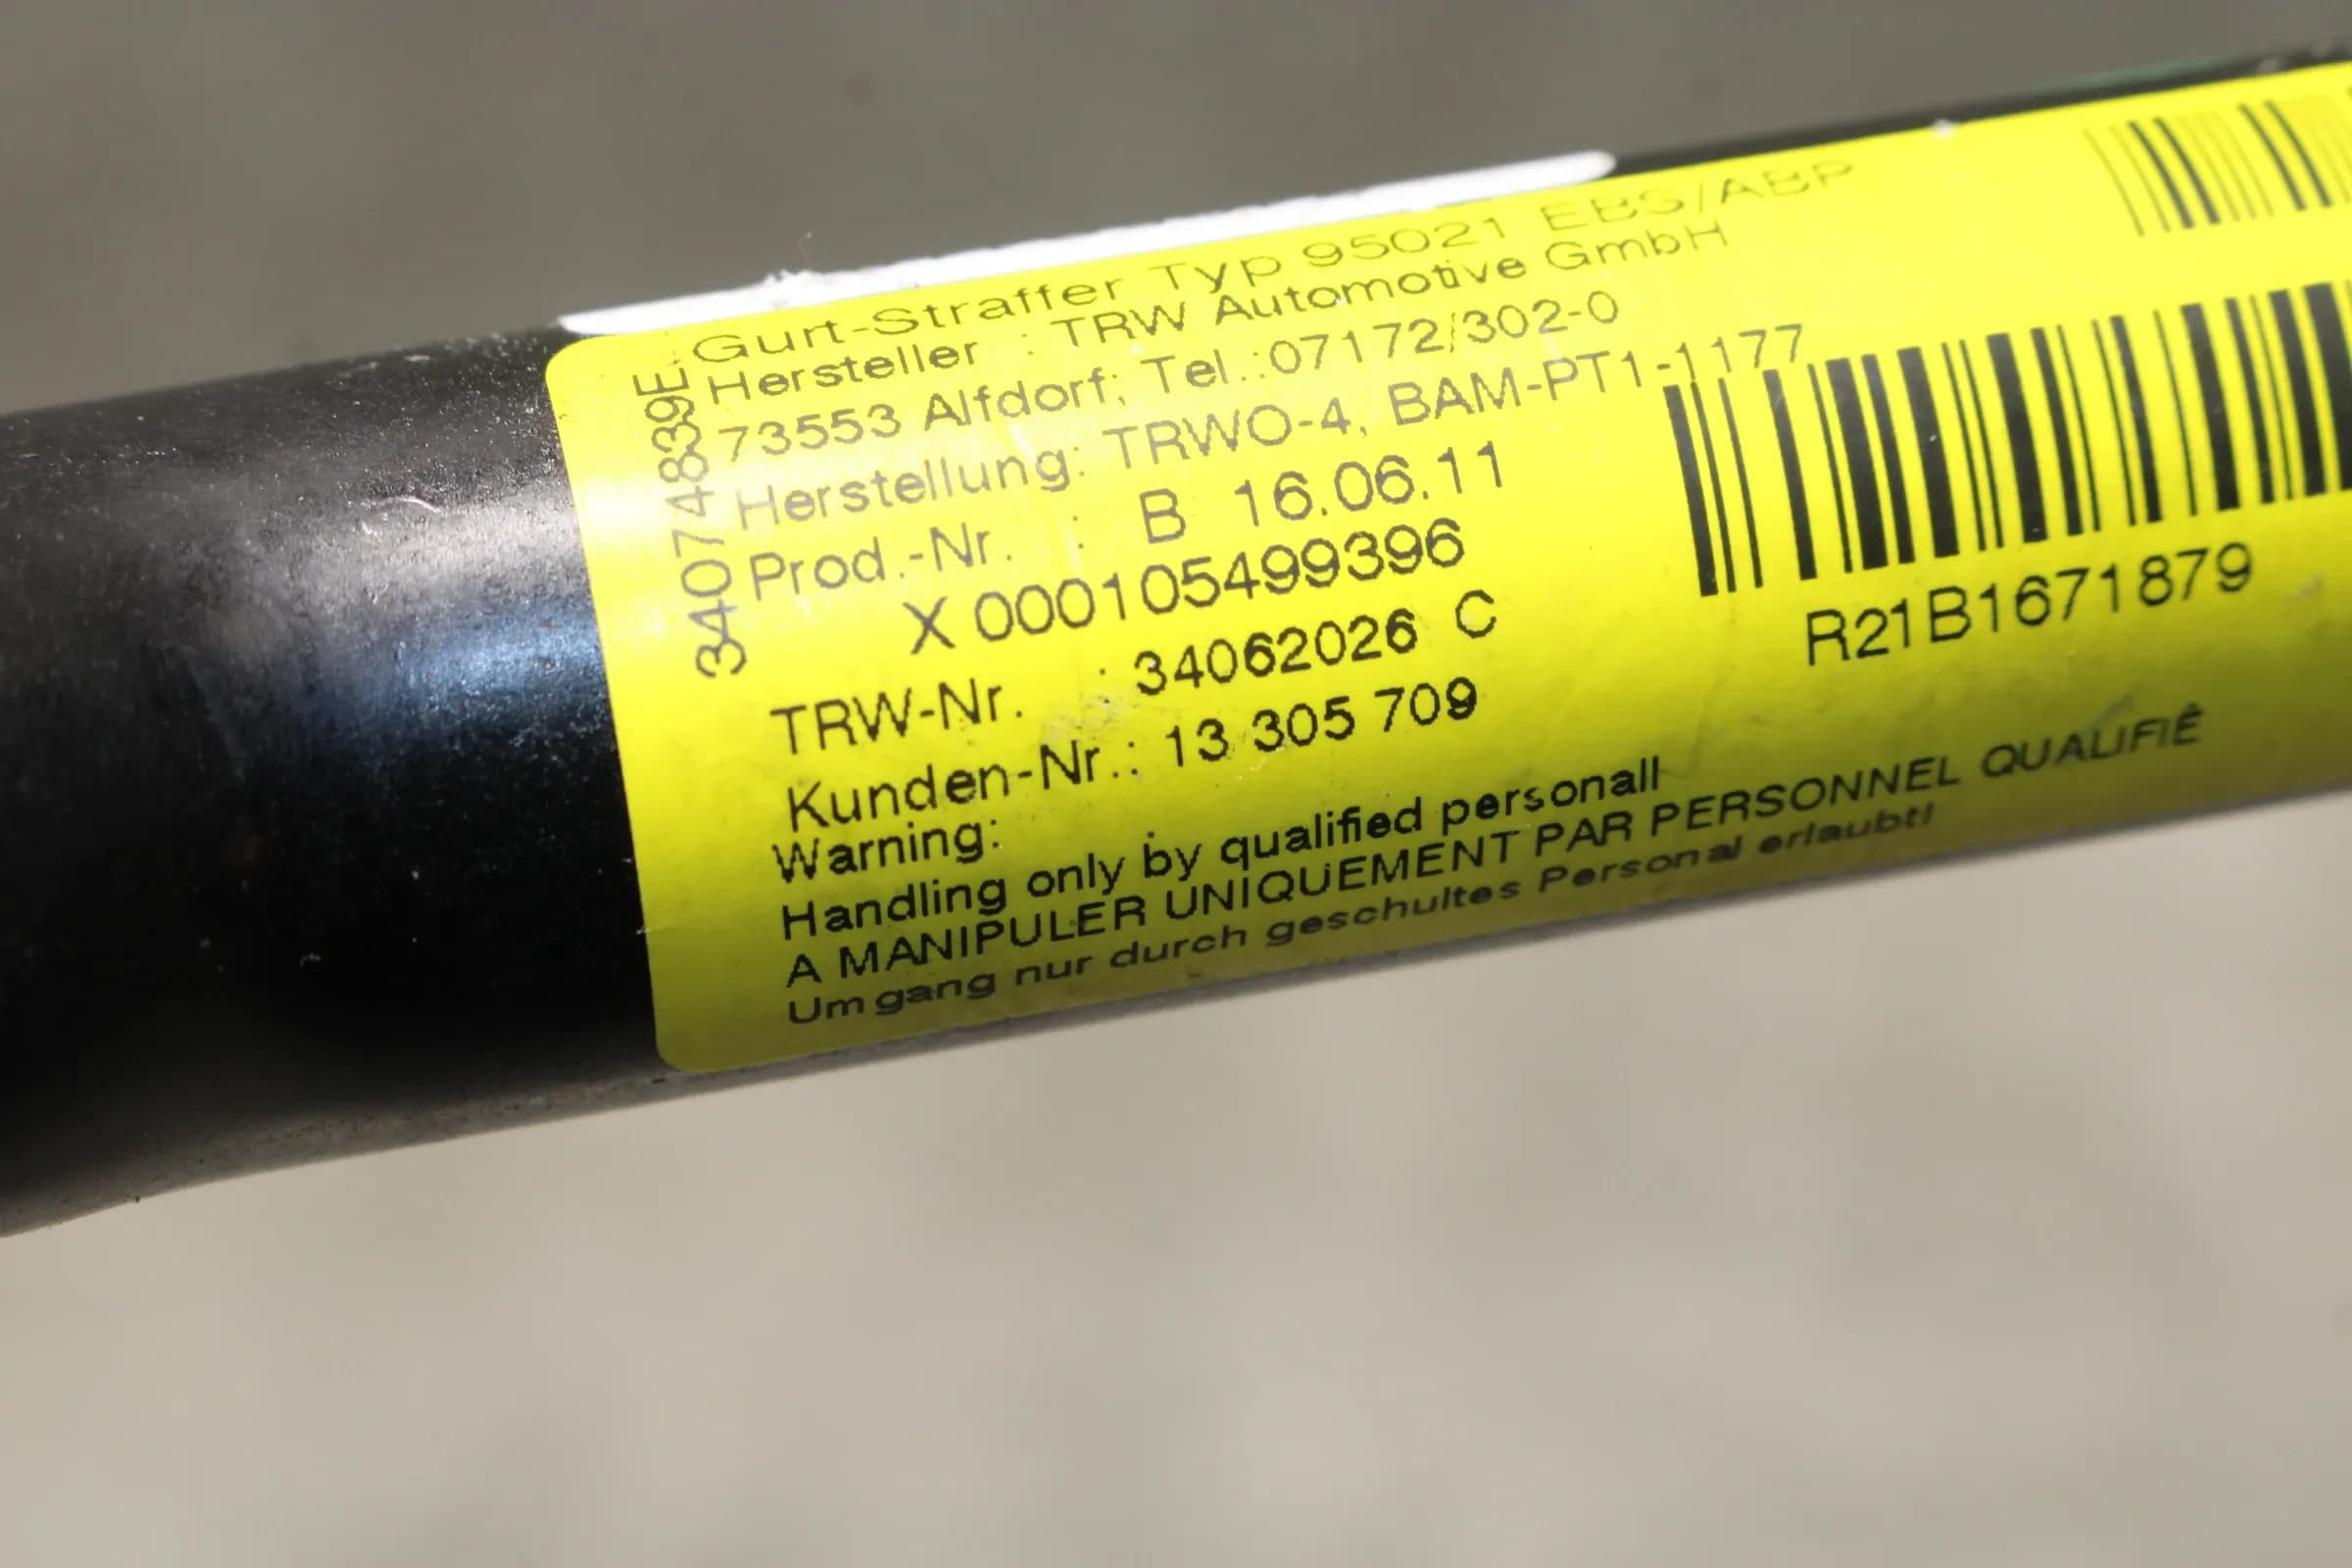 Gurt-Straffer Typ 95021 EBS/ABP
Hersteller : TRW Automotive GmbH
73553 Alfdorf; Tel.:07172/302-0
Herstellung: TRWO-4, BAM-PT1-1177
Prod.-Nr. : B 16.06.11
X 000105499396
TRW-Nr. : 34062026 C
Kunden-Nr.: 13 305 709
Warning:
Handling only by qualified personall
A MANIPULER UNIQUEMENT PAR PERSONNEL QUALIFIÊ
Umgang nur durch geschultes Personal erlaubt!
34074839E
R21B1671879